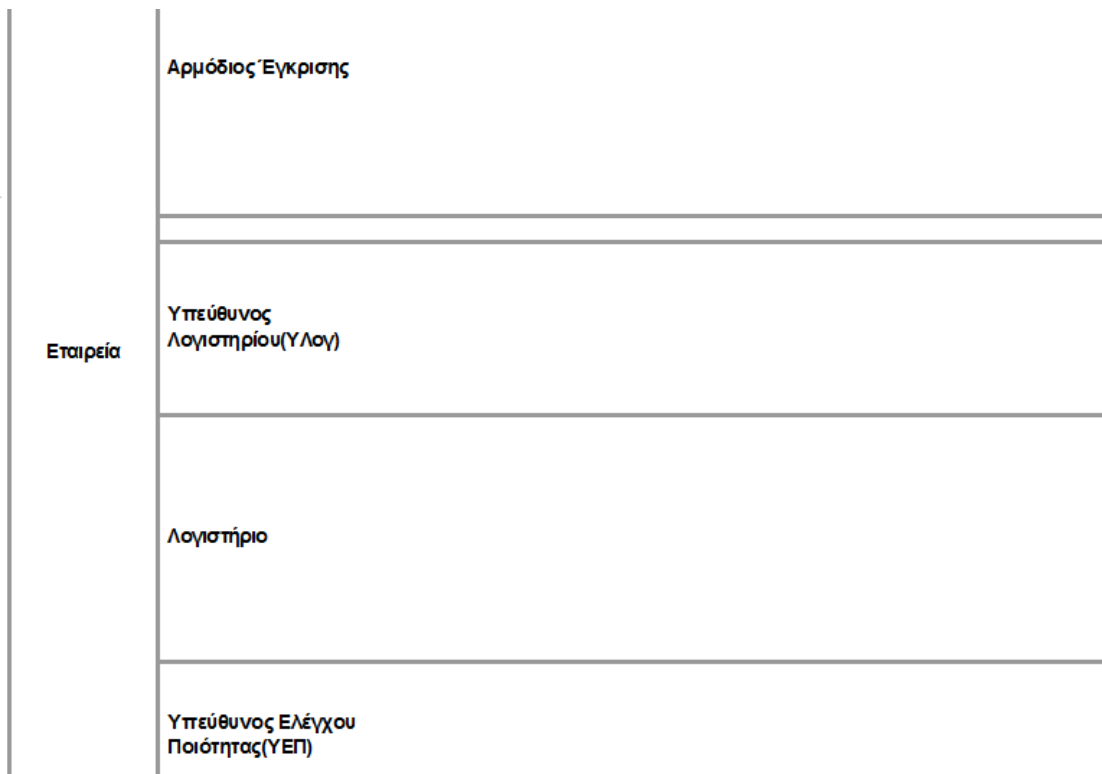 Αρμόδιος Έγκρισης
Υπεύθυνος
Λογιστηρίου(ΥΛογ)
Εταιρεία
Λογιστήριο
Υπεύθυνος Ελέγχου
Ποιότητας(ΥΕΠ)